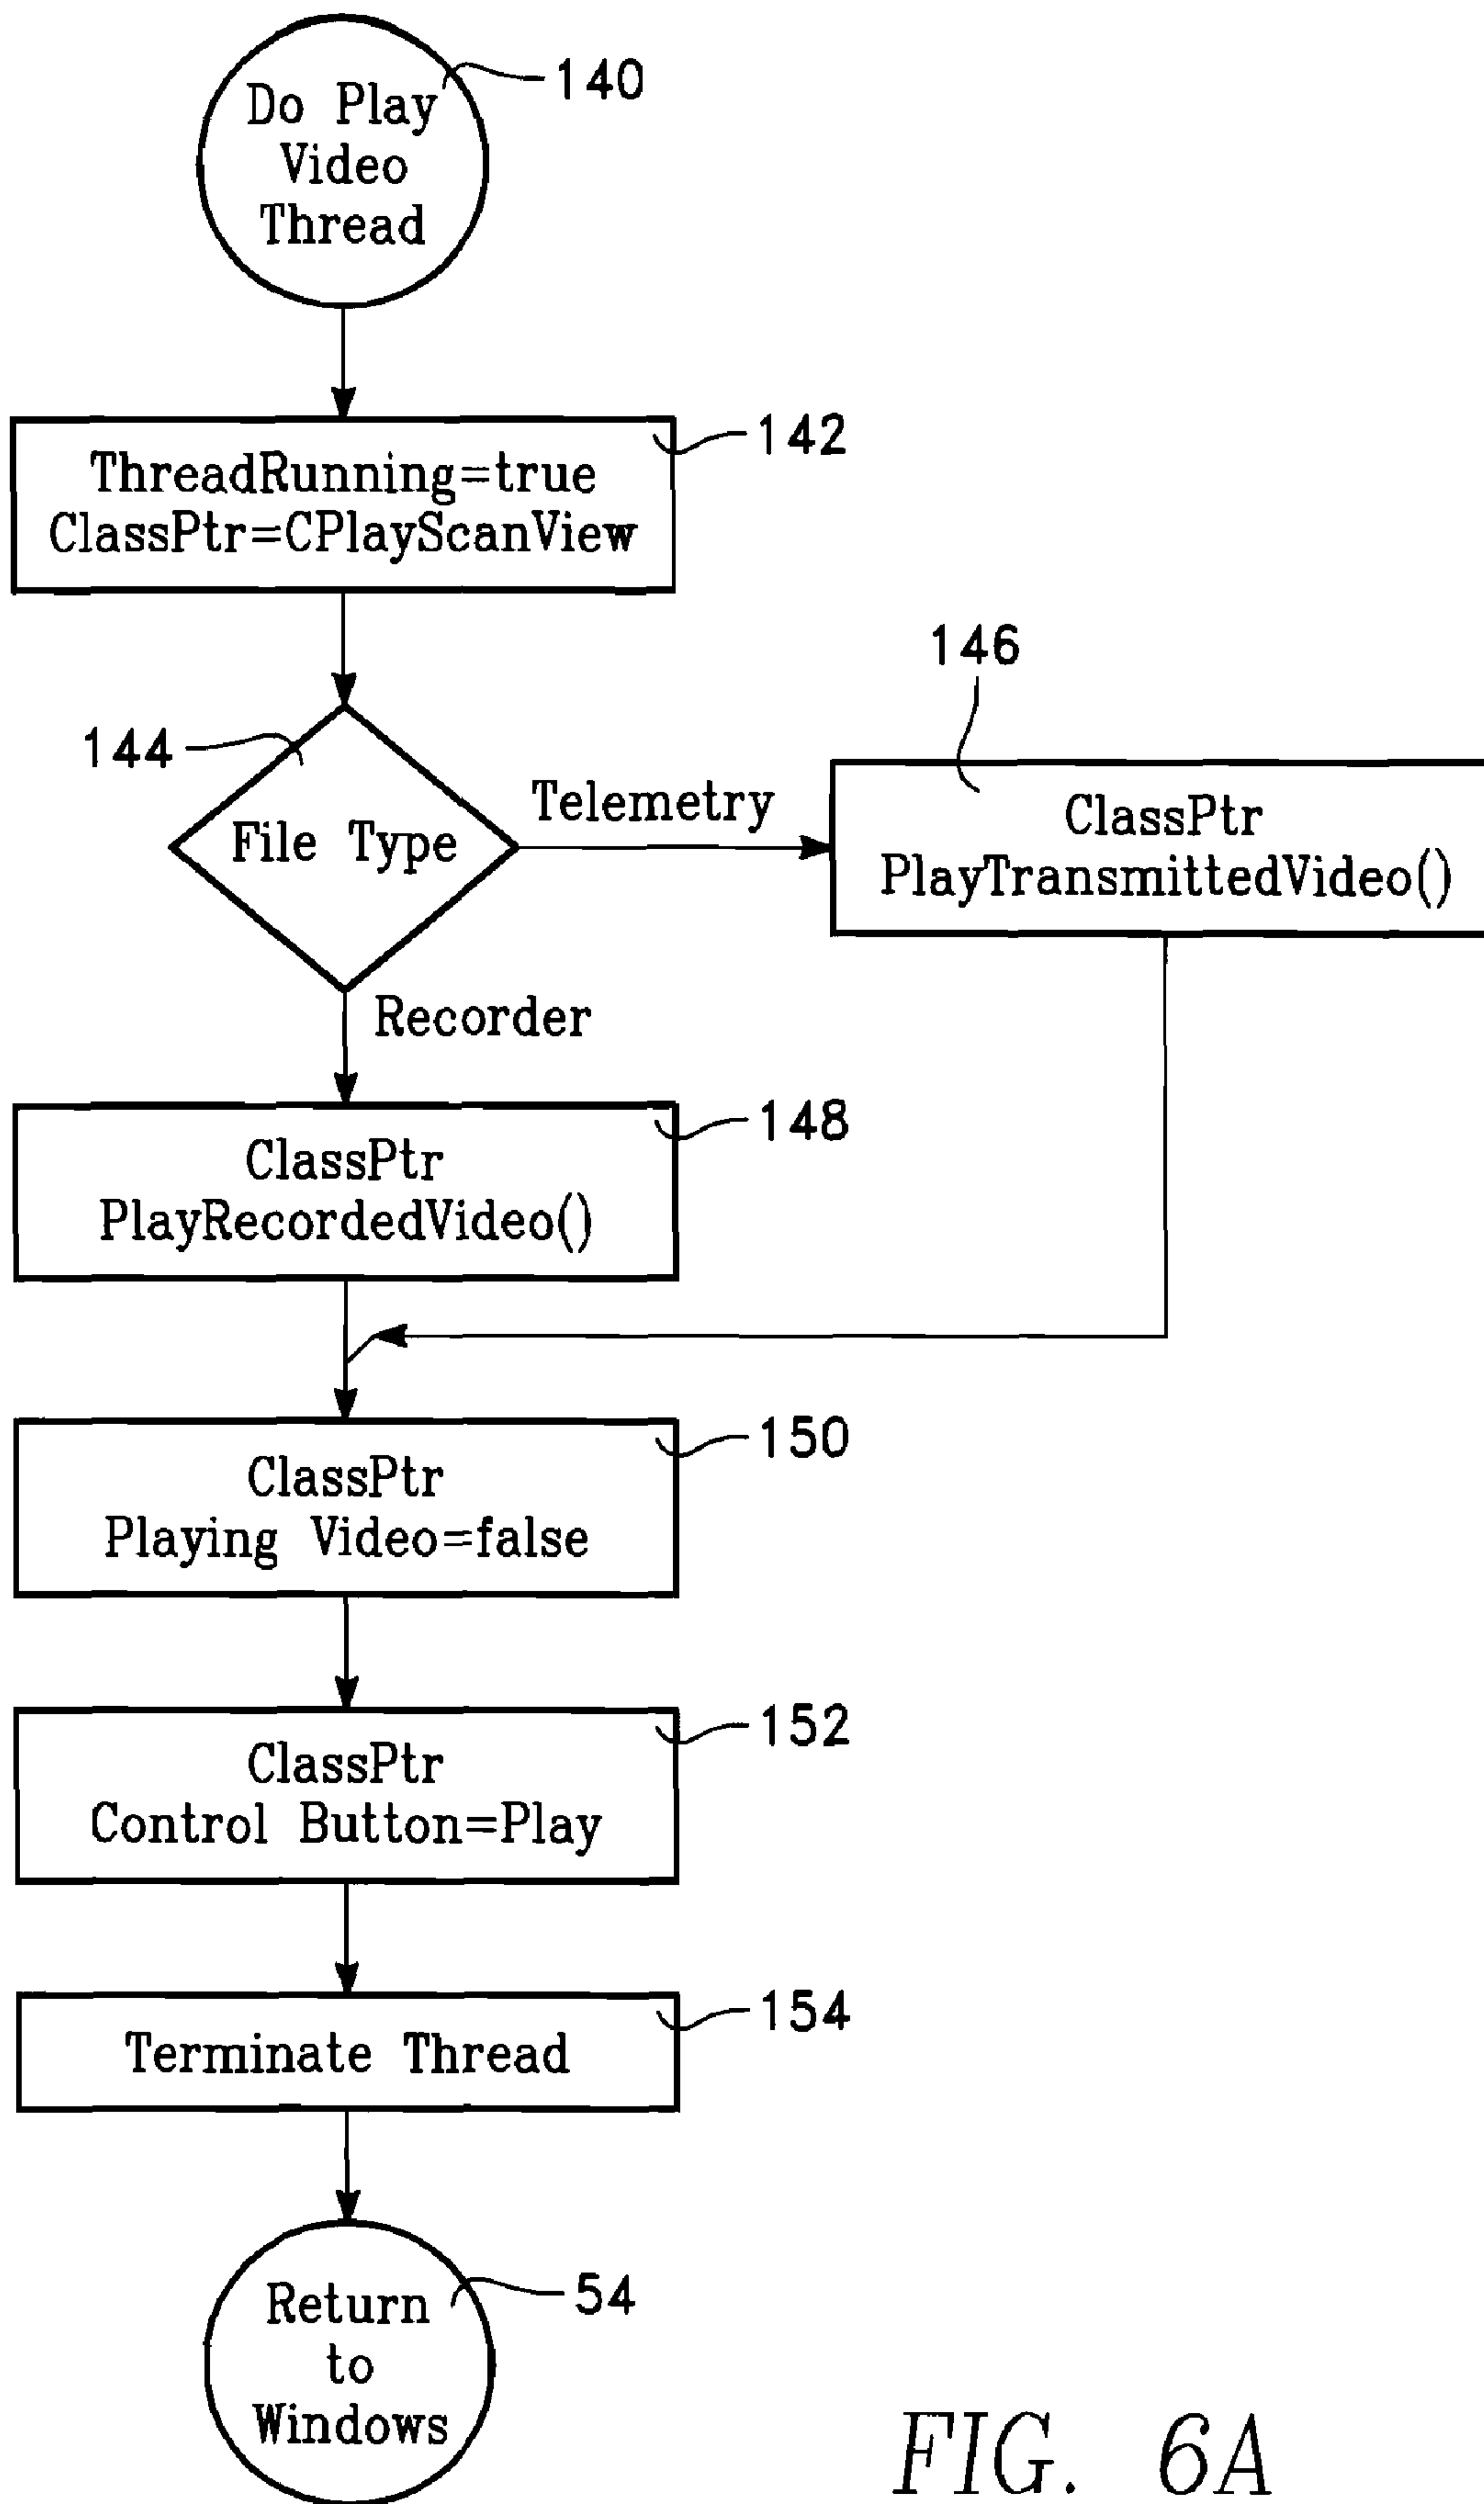 Do Play
Video
Thread
140
ThreadRunning=true
ClassPtr=CPlayScanView
142
144
File Type
Telemetry
146
ClassPtr
PlayTransmittedVideo()
Recorder
ClassPtr
PlayRecordedVideo()
148
ClassPtr
Playing Video=false
150
ClassPtr
Control Button=Play
152
Terminate Thread
154
Return
to
Windows
54
FIG. 6A